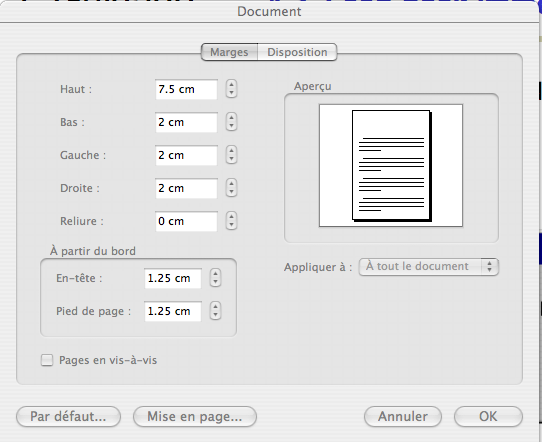 Document
Marges Disposition
Haut : 7.5 cm
Aperçu
Bas : 2 cm
Gauche : 2 cm
Droite : 2 cm
Reliure : 0 cm
À partir du bord
En-tête : 1.25 cm
Appliquer à : À tout le document
Pied de page : 1.25 cm
Pages en vis-à-vis
Par défaut... Mise en page... Annuler OK